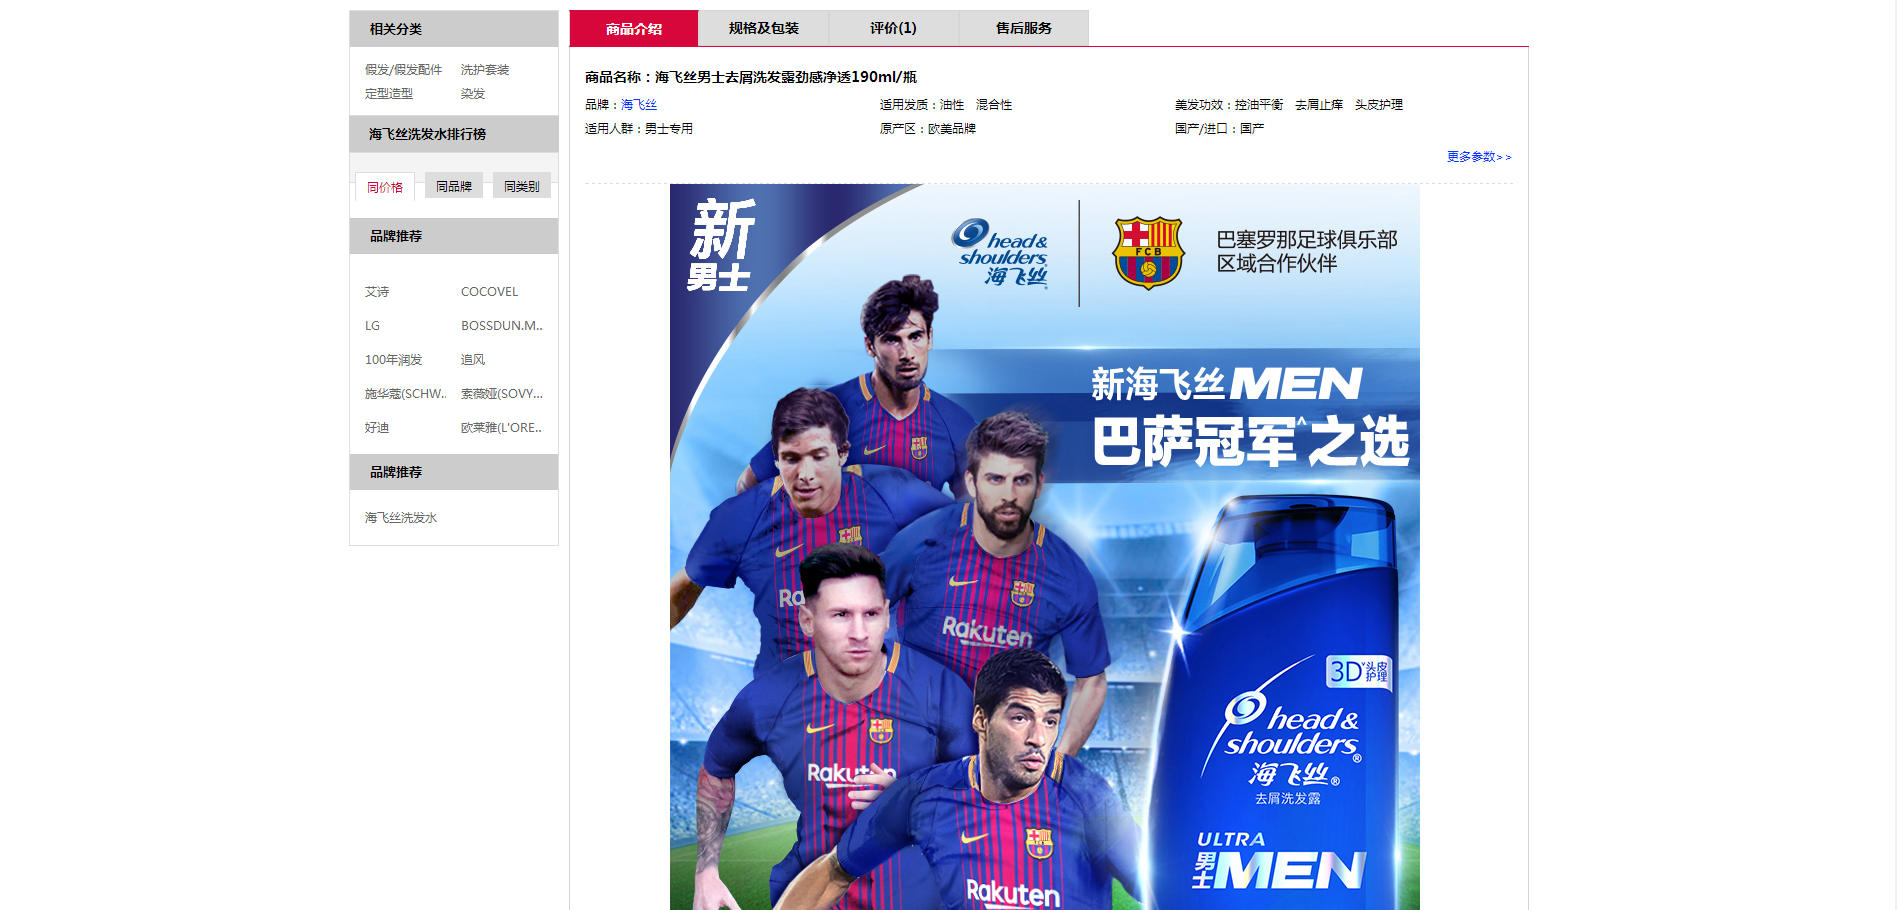 相关分类
假发/假发配件 洗护套装
定型造型 染发
海飞丝洗发水排行榜
同价格 同品牌 同类别
品牌推荐
艾诗 COCOVEL
LG BOSSDUN.M..
100年润发 追风
施华蔻(SCHW.. 索薇娅(SOVY...
好迪 欧莱雅(L'ORE..
品牌推荐
海飞丝洗发水
商品介绍 规格及包装 评价(1) 售后服务
商品名称：海飞丝男士去屑洗发露劲感净透190ml/瓶
品牌：海飞丝 适用发质：油性 混合性 美发功效：控油平衡 去屑止痒 头皮护理
适用人群：男士专用 原产区：欧美品牌 国产/进口：国产
更多参数>>
新
男士
head&
shoulders
海飞丝
FCB
巴塞罗那足球俱乐部
区域合作伙伴
新海飞丝MEN
巴萨冠军^之选
Ra
Rakuten
Rakuten
Rakuten
3D头皮护理
head&
shoulders®
海飞丝®
去屑洗发露
ULTRA
男士MEN